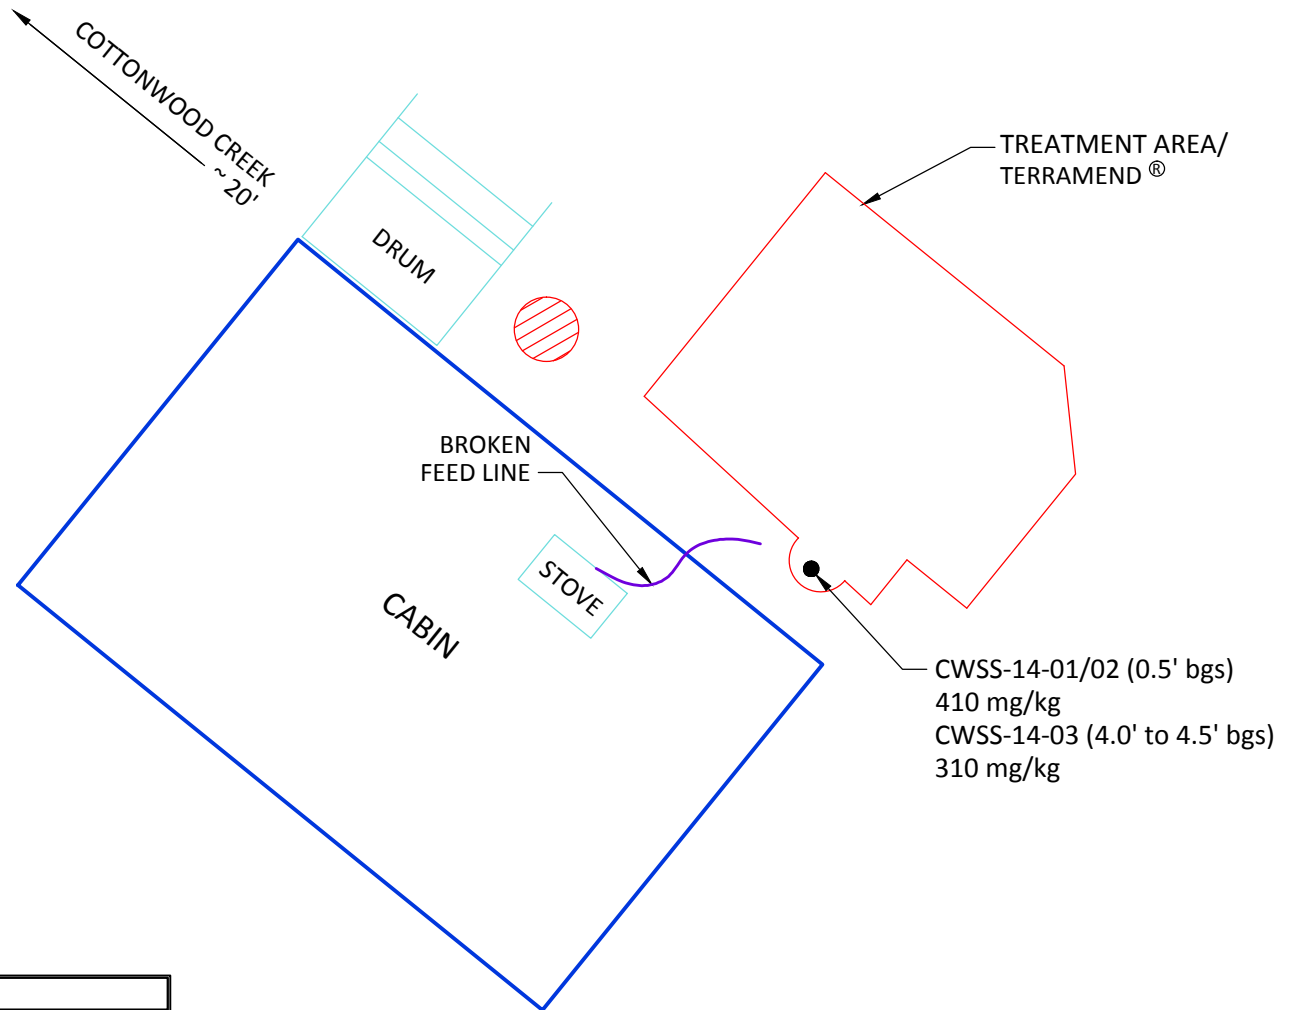 COTTONWOOD CREEK
~ 20'
TREATMENT AREA/
TERRAMEND ®
DRUM
BROKEN
FEED LINE
STOVE
CABIN
CWSS-14-01/02 (0.5' bgs)
410 mg/kg
CWSS-14-03 (4.0' to 4.5' bgs)
310 mg/kg